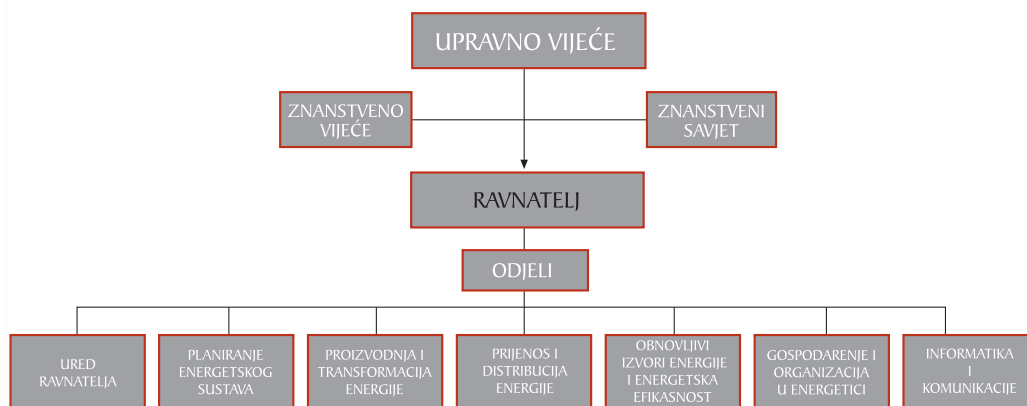 UPRAVNO VIJEĆE
ZNANSTVENO
VIJEĆE
ZNANSTVENI
SAVJET
RAVNATELJ
ODJELI
URED
RAVNATELJA
PLANIRANJE
ENERGETSKOG
SUSTAVA
PROIZVODNJA I
TRANSFORMACIJA
ENERGIJE
PRIJENOS I
DISTRIBUCIJA
ENERGIJE
OBNOVLJIVI
IZVORI ENERGIJE
I ENERGETSKA
EFIKASNOST
GOSPODARENJE I
ORGANIZACIJA
U ENERGETICI
INFORMATIKA
I
KOMUNIKACIJE